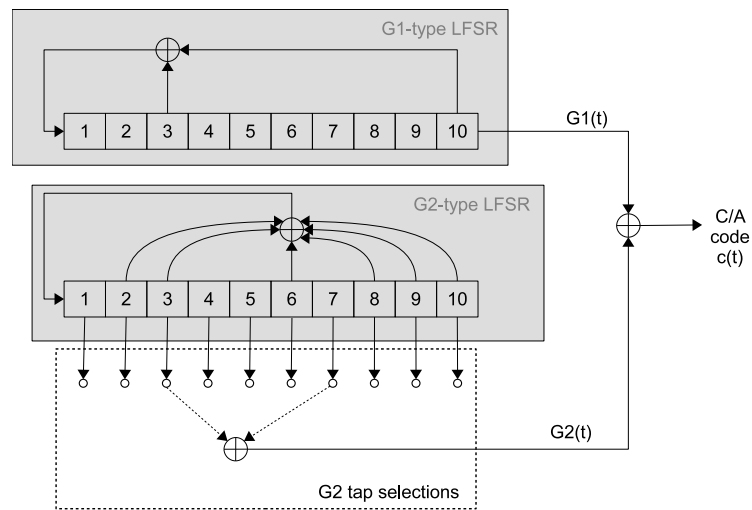 G1-type LFSR
1 2 3 4 5 6 7 8 9 10
G1(t)
G2-type LFSR
C/A
code
c(t)
1 2 3 4 5 6 7 8 9 10
G2(t)
G2 tap selections